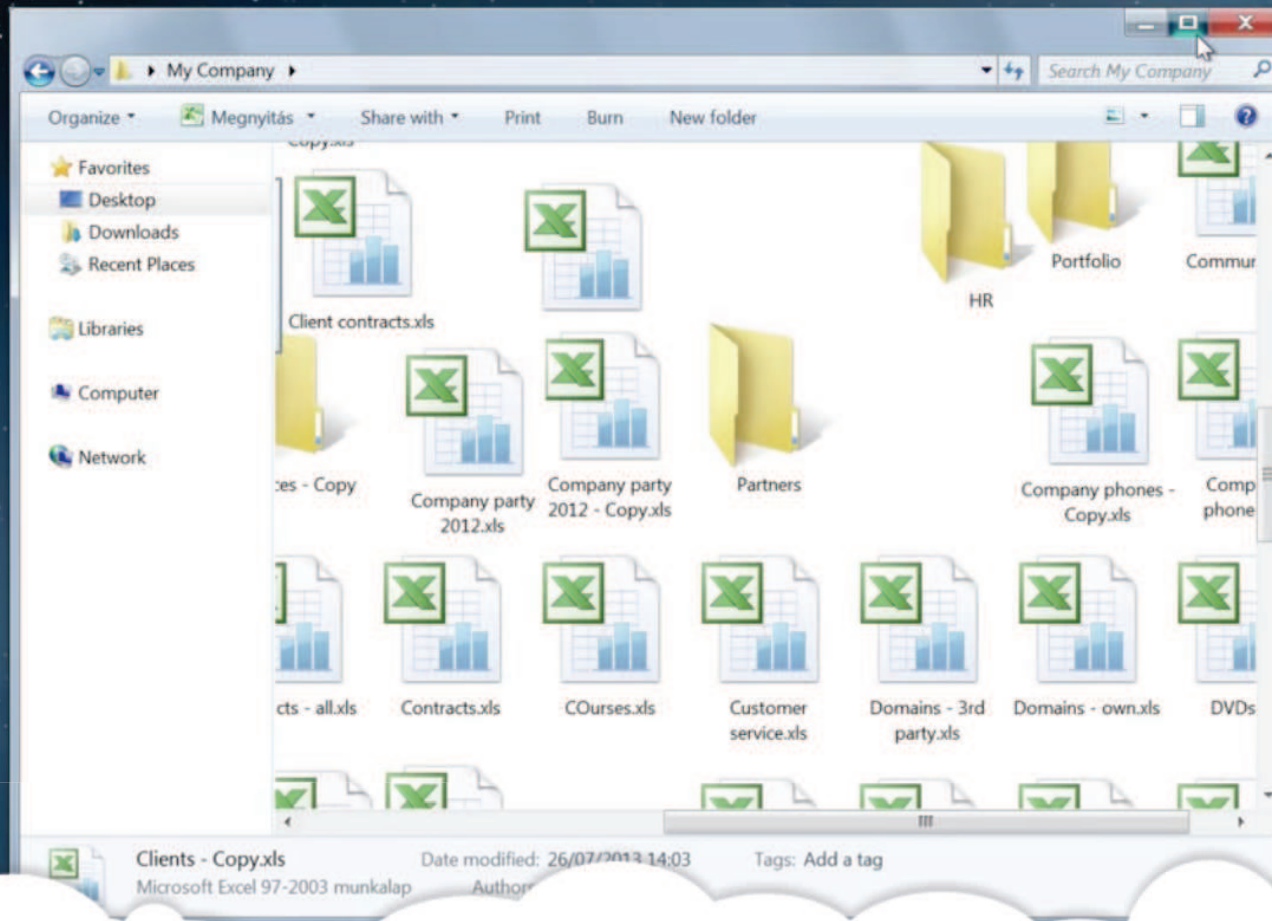 My Company
Search My Company
Organize
Megnyitás
Share with
Print
Burn
New folder
Favorites
Desktop
Downloads
Recent Places
Libraries
Computer
Network
Copy.xls
Client contracts.xls
HR
Portfolio
Commun
ces - Copy
Company party
2012.xls
Company party
2012 - Copy.xls
Partners
Company phones -
Copy.xls
Comp
phone
cts - all.xls
Contracts.xls
COurses.xls
Customer
service.xls
Domains - 3rd
party.xls
Domains - own.xls
DVDs
Clients - Copy.xls
Date modified: 26/07/2013 14:03
Tags: Add a tag
Microsoft Excel 97-2003 munkalap
Author